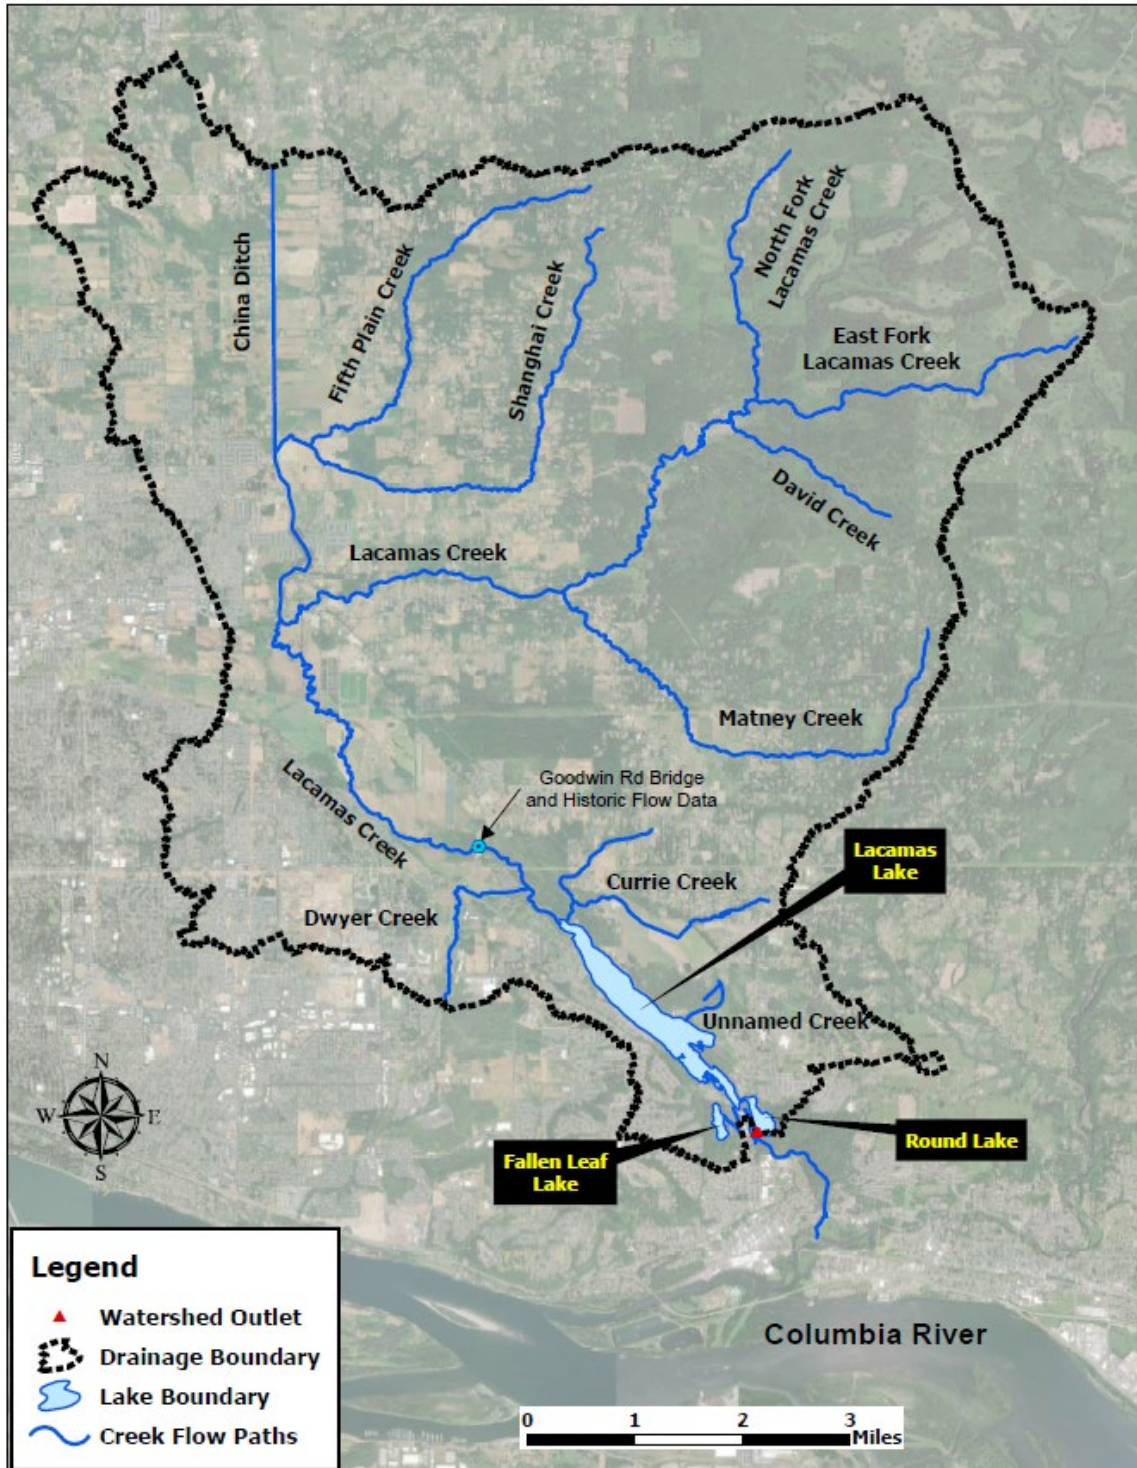 China Ditch
Fifth Plain Creek
Shanghai Creek
North Fork
Lacamas Creek
East Fork
Lacamas Creek
David Creek
Lacamas Creek
Matney Creek
Lacamas Creek
Goodwin Rd Bridge
and Historic Flow Data
Lacamas
Lake
Currie Creek
Dwyer Creek
Unnamed Creek
N
W
E
S
Fallen Leaf
Lake
Round Lake
Legend
Watershed Outlet
Drainage Boundary
Lake Boundary
Creek Flow Paths
Columbia River
0 1 2 3
Miles